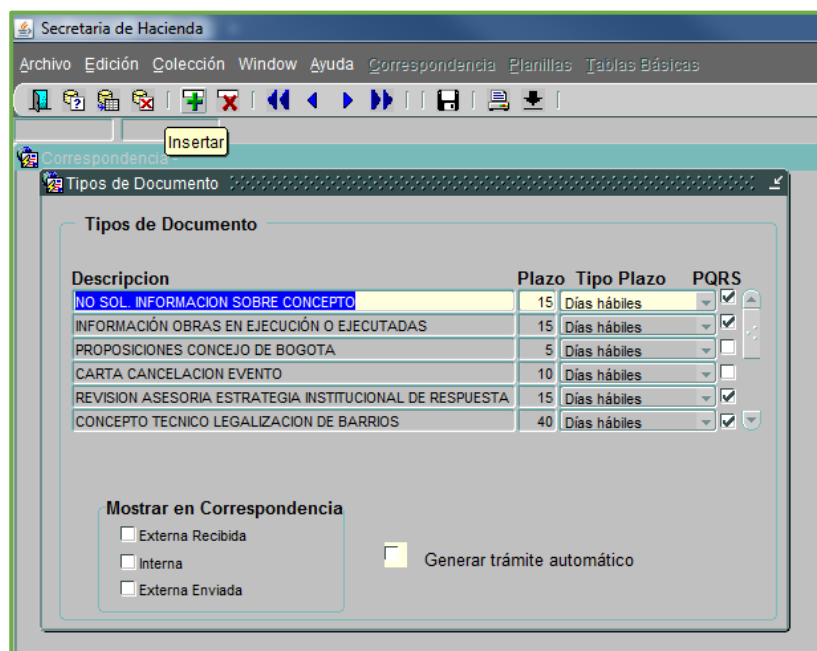 Secretaria de Hacienda
Archivo Edición Colección Window Ayuda Correspondencia Planillas Tablas Básicas
Insertar
Correspondencia -
Tipos de Documento
Tipos de Documento
Descripcion Plazo Tipo Plazo PQRS
NO SOL. INFORMACION SOBRE CONCEPTO 15 Días hábiles
INFORMACIÓN OBRAS EN EJECUCIÓN O EJECUTADAS 15 Días hábiles
PROPOSICIONES CONCEJO DE BOGOTA 5 Días hábiles
CARTA CANCELACION EVENTO 10 Días hábiles
REVISION ASESORIA ESTRATEGIA INSTITUCIONAL DE RESPUESTA 15 Días hábiles
CONCEPTO TECNICO LEGALIZACION DE BARRIOS 40 Días hábiles
Mostrar en Correspondencia
Externa Recibida
Interna
Externa Enviada
Generar trámite automático